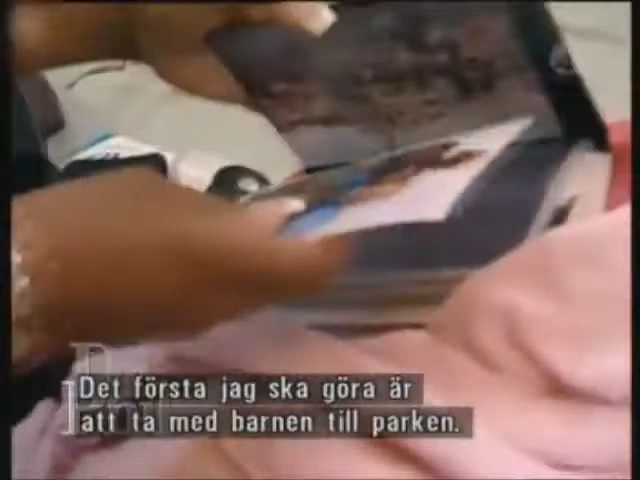 Det första jag ska göra är
att ta med barnen till parken.